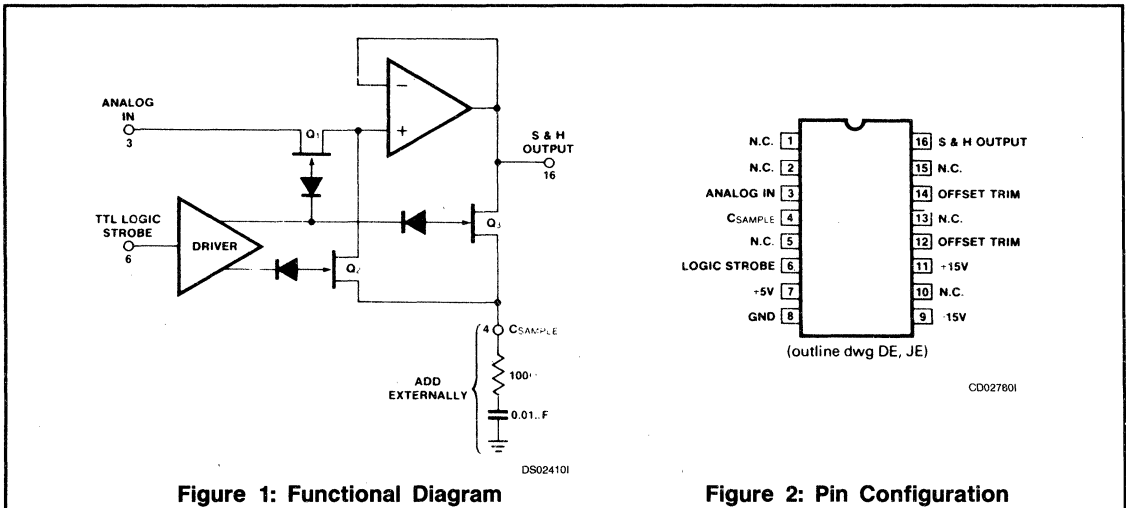 ANALOG
IN
3
Q1
−
+
S & H
OUTPUT
16
TTL LOGIC
STROBE
6
DRIVER
Q2
Q3
4 CSAMPLE
ADD
EXTERNALLY
100
0.01..F
DS02410I
Figure 1: Functional Diagram
N.C. 1
N.C. 2
ANALOG IN 3
CSAMPLE 4
N.C. 5
LOGIC STROBE 6
+5V 7
GND 8
16 S & H OUTPUT
15 N.C.
14 OFFSET TRIM
13 N.C.
12 OFFSET TRIM
11 +15V
10 N.C.
9 -15V
(outline dwg DE, JE)
CD02780I
Figure 2: Pin Configuration